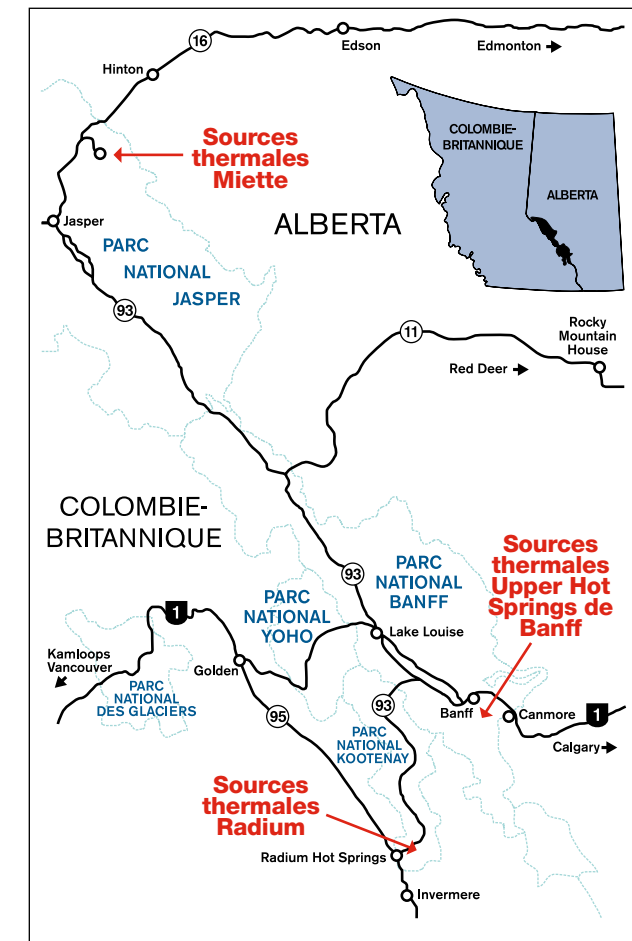 16
Edson
Edmonton
Hinton
Sources
thermales
Miette
COLOMBIE-
BRITANNIQUE
ALBERTA
Jasper
ALBERTA
PARC
NATIONAL
JASPER
93
11
Rocky
Mountain
House
Red Deer
COLOMBIE-
BRITANNIQUE
Sources
thermales
Upper Hot
Springs de
Banff
93
PARC
NATIONAL
BANFF
PARC
NATIONAL
YOHO
1
Lake Louise
Kamloops
Vancouver
Golden
PARC
NATIONAL
DES GLACIERS
95
93
Banff
Canmore
1
Calgary
PARC
NATIONAL
KOOTENAY
Sources
thermales
Radium
Radium Hot Springs
Invermere